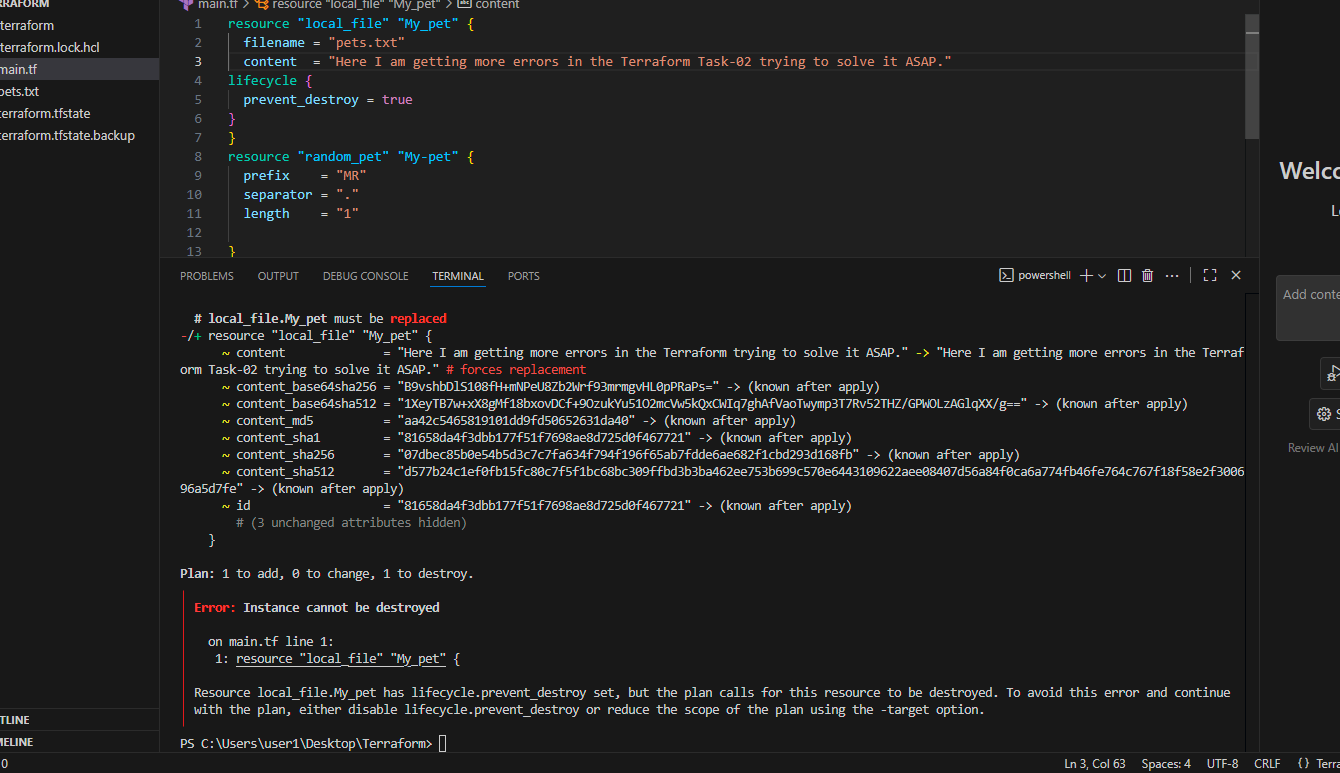 RRAFORM
terraform
terraform.lock.hcl
main.tf
pets.txt
terraform.tfstate
terraform.tfstate.backup
TLINE
MELINE
0
main.tf > resource "local_file" "My_pet" > content
1 resource "local_file" "My_pet" {
2 filename = "pets.txt"
3 content = "Here I am getting more errors in the Terraform Task-02 trying to solve it ASAP."
4 lifecycle {
5 prevent_destroy = true
6 }
7 }
8 resource "random_pet" "My-pet" {
9 prefix = "MR"
10 separator = "."
11 length = "1"
12
13 }
PROBLEMS OUTPUT DEBUG CONSOLE TERMINAL PORTS powershell
# local_file.My_pet must be replaced
-/+ resource "local_file" "My_pet" {
~ content = "Here I am getting more errors in the Terraform trying to solve it ASAP." -> "Here I am getting more errors in the Terraf
orm Task-02 trying to solve it ASAP." # forces replacement
~ content_base64sha256 = "B9vshbDlS108fH+mNPeU8Zb2Wrf93mrmgvHL0pPRaPs=" -> (known after apply)
~ content_base64sha512 = "1XeyTB7w+xX8gMf18bxovDCf+9OzukYu51O2mcVw5kQxCWIq7ghAfVaoTwymp3T7Rv52THZ/GPWOLzAGlqXX/g==" -> (known after apply)
~ content_md5 = "aa42c5465819101dd9fd50652631da40" -> (known after apply)
~ content_sha1 = "81658da4f3dbb177f51f7698ae8d725d0f467721" -> (known after apply)
~ content_sha256 = "07dbec85b0e54b5d3c7c7fa634f794f196f65ab7fdde6ae682f1cbd293d168fb" -> (known after apply)
~ content_sha512 = "d577b24c1ef0fb15fc80c7f5f1bc68bc309ffbd3b3ba462ee753b699c570e6443109622aee08407d56a84f0ca6a774fb46fe764c767f18f58e2f3006
96a5d7fe" -> (known after apply)
~ id = "81658da4f3dbb177f51f7698ae8d725d0f467721" -> (known after apply)
# (3 unchanged attributes hidden)
}
Plan: 1 to add, 0 to change, 1 to destroy.
Error: Instance cannot be destroyed
on main.tf line 1:
1: resource "local_file" "My_pet" {
Resource local_file.My_pet has lifecycle.prevent_destroy set, but the plan calls for this resource to be destroyed. To avoid this error and continue
with the plan, either disable lifecycle.prevent_destroy or reduce the scope of the plan using the -target option.
PS C:\Users\user1\Desktop\Terraform>
Welco
Le
Add conte
S
Review AI
Ln 3, Col 63 Spaces: 4 UTF-8 CRLF {} Terra